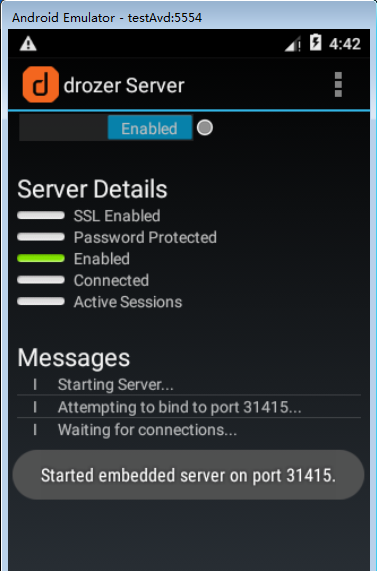 Android Emulator - testAvd:5554
4:42
d drozer Server
Enabled
Server Details
SSL Enabled
Password Protected
Enabled
Connected
Active Sessions
Messages
I Starting Server...
I Attempting to bind to port 31415...
I Waiting for connections...
Started embedded server on port 31415.